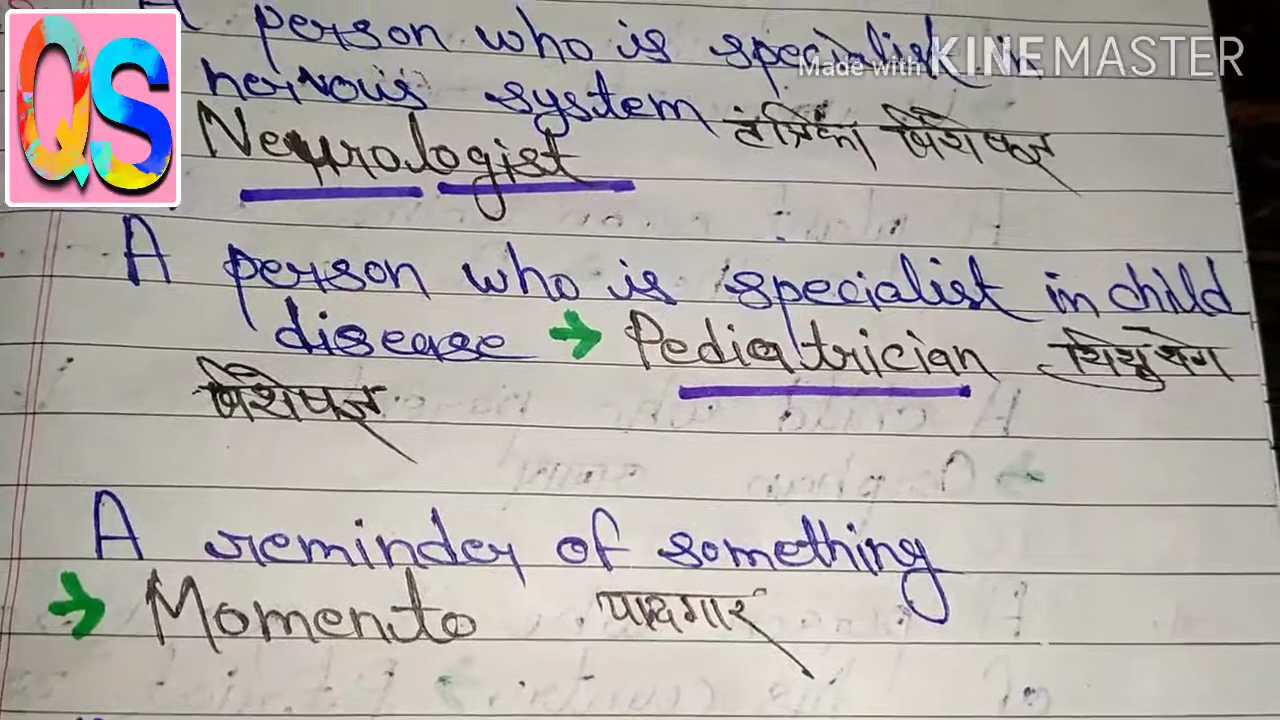 QS
A person who is specialist in
nervous system तंत्रिका विशेषज्ञ
Made with KINEMASTER
Neurologist
A person who is specialist in child
disease → Pediatrician शिशु रोग
विशेषज्ञ
A reminder of something
→ Momento यादगार